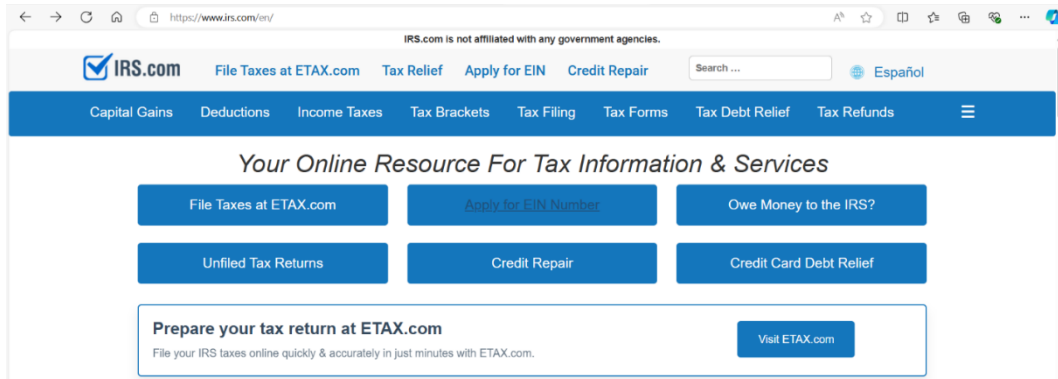 https://www.irs.com/en/
IRS.com is not affiliated with any government agencies.
IRS.com File Taxes at ETAX.com Tax Relief Apply for EIN Credit Repair Search ... Español
Capital Gains Deductions Income Taxes Tax Brackets Tax Filing Tax Forms Tax Debt Relief Tax Refunds
Your Online Resource For Tax Information & Services
File Taxes at ETAX.com Apply for EIN Number Owe Money to the IRS?
Unfiled Tax Returns Credit Repair Credit Card Debt Relief
Prepare your tax return at ETAX.com
Visit ETAX.com
File your IRS taxes online quickly & accurately in just minutes with ETAX.com.